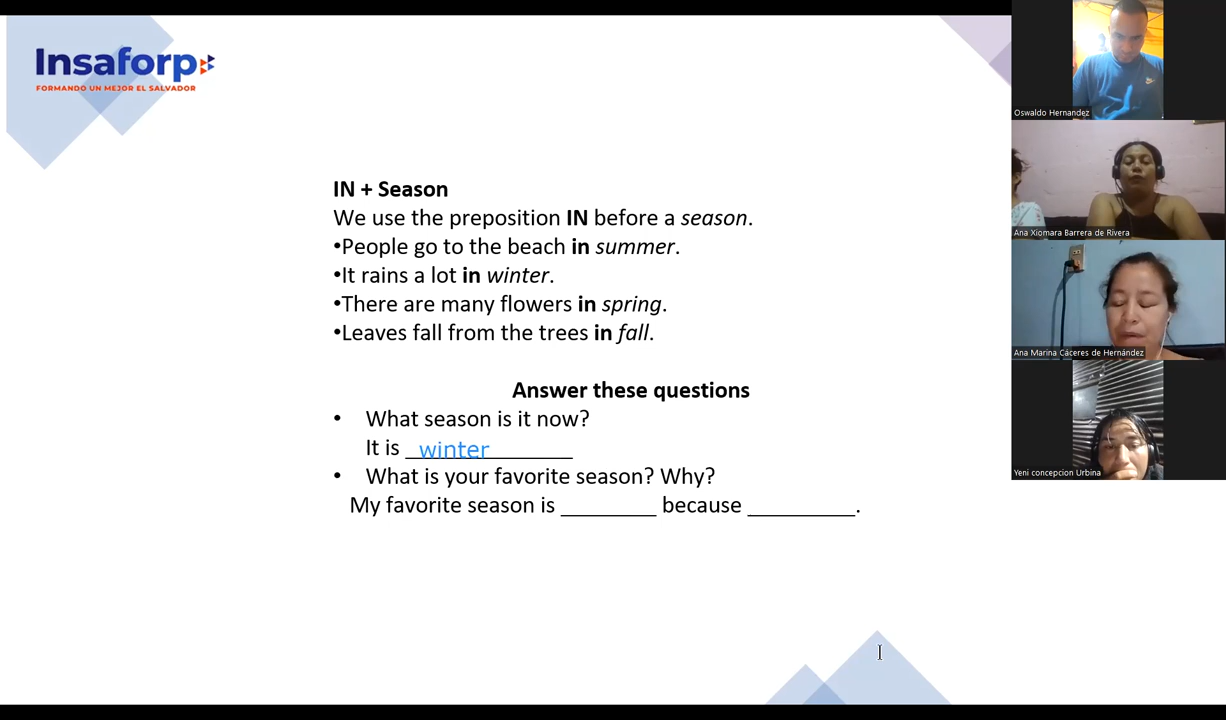 Insaforp
FORMANDO UN MEJOR EL SALVADOR
IN + Season
We use the preposition IN before a season.
•People go to the beach in summer.
•It rains a lot in winter.
•There are many flowers in spring.
•Leaves fall from the trees in fall.
Answer these questions
• What season is it now?
It is winter
• What is your favorite season? Why?
My favorite season is ________ because _________.
Oswaldo Hernandez
Ana Xiomara Barrera de Rivera
Ana Marina Cáceres de Hernández
Yeni concepcion Urbina